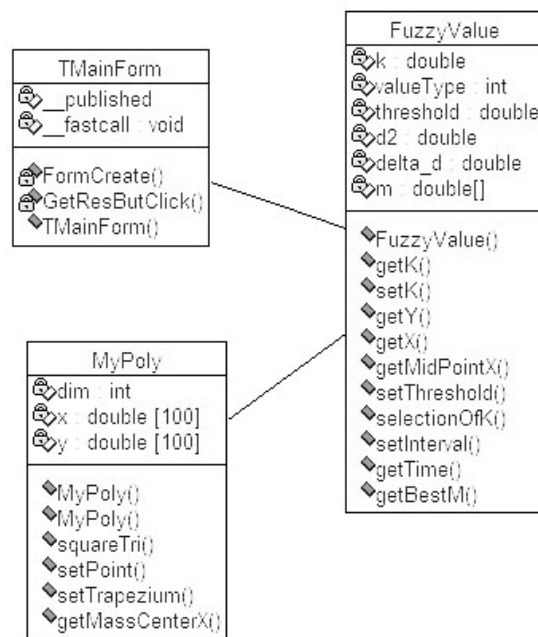 TMainForm
__published
__fastcall : void
FormCreate()
GetResButClick()
TMainForm()
FuzzyValue
k : double
valueType : int
threshold : double
d2 : double
delta_d : double
m : double[]
FuzzyValue()
getK()
setK()
getY()
getX()
getMidPointX()
setThreshold()
selectionOfK()
setInterval()
getTime()
getBestM()
MyPoly
dim : int
x : double [100]
y : double [100]
MyPoly()
MyPoly()
squareTri()
setPoint()
setTrapezium()
getMassCenterX()